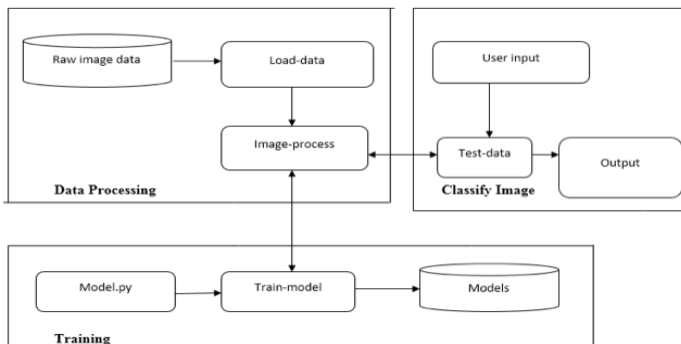 Raw image data
Load-data
Image-process
Data Processing
User input
Test-data
Output
Classify Image
Model.py
Train-model
Models
Training